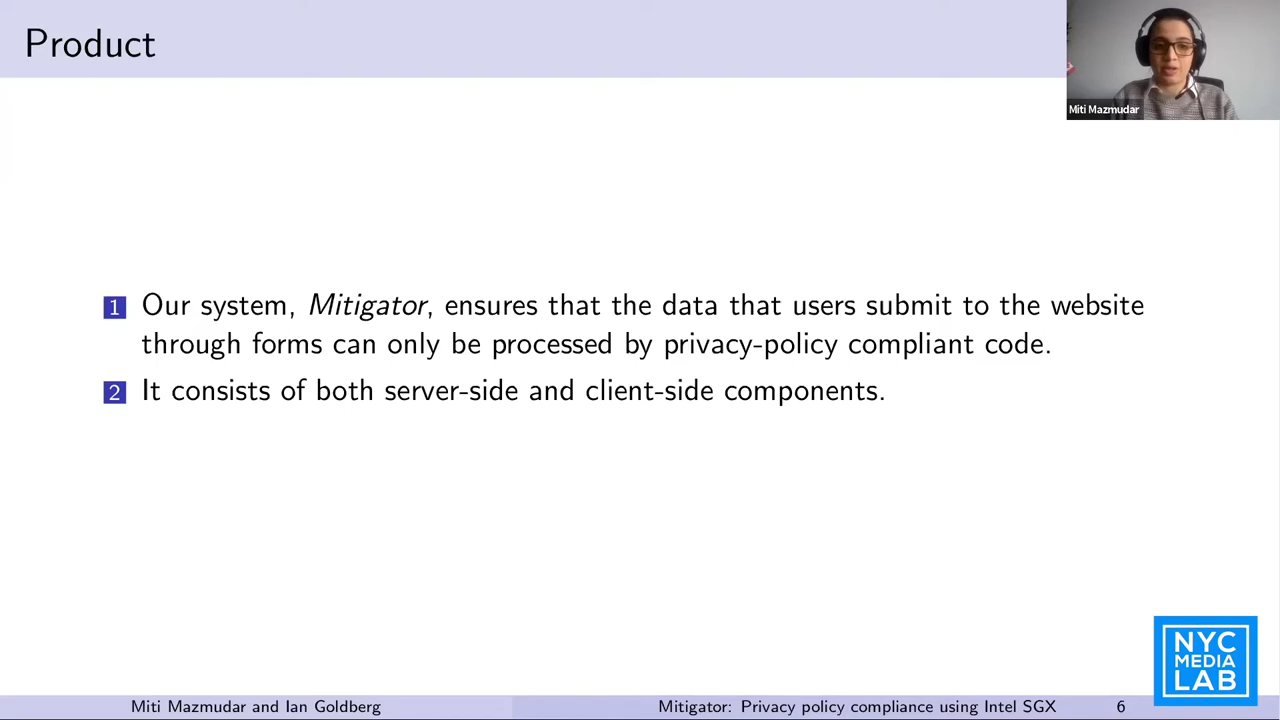 Product
Miti Mazmudar
1 Our system, Mitigator, ensures that the data that users submit to the website
through forms can only be processed by privacy-policy compliant code.
2 It consists of both server-side and client-side components.
NYC
MEDIA
LAB
Miti Mazmudar and Ian Goldberg Mitigator: Privacy policy compliance using Intel SGX 6